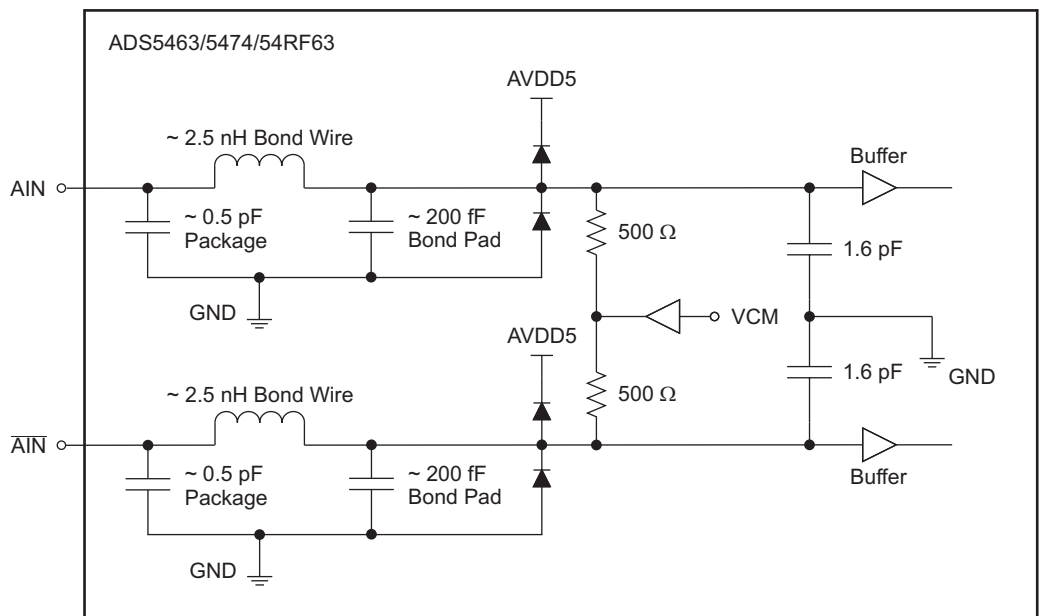 ADS5463/5474/54RF63
AVDD5
~ 2.5 nH Bond Wire
Buffer
AIN
~ 0.5 pF
Package
~ 200 fF
Bond Pad
500 Ω
1.6 pF
GND
VCM
AVDD5
GND
1.6 pF
~ 2.5 nH Bond Wire
500 Ω
A̅I̅N̅
~ 0.5 pF
Package
~ 200 fF
Bond Pad
Buffer
GND